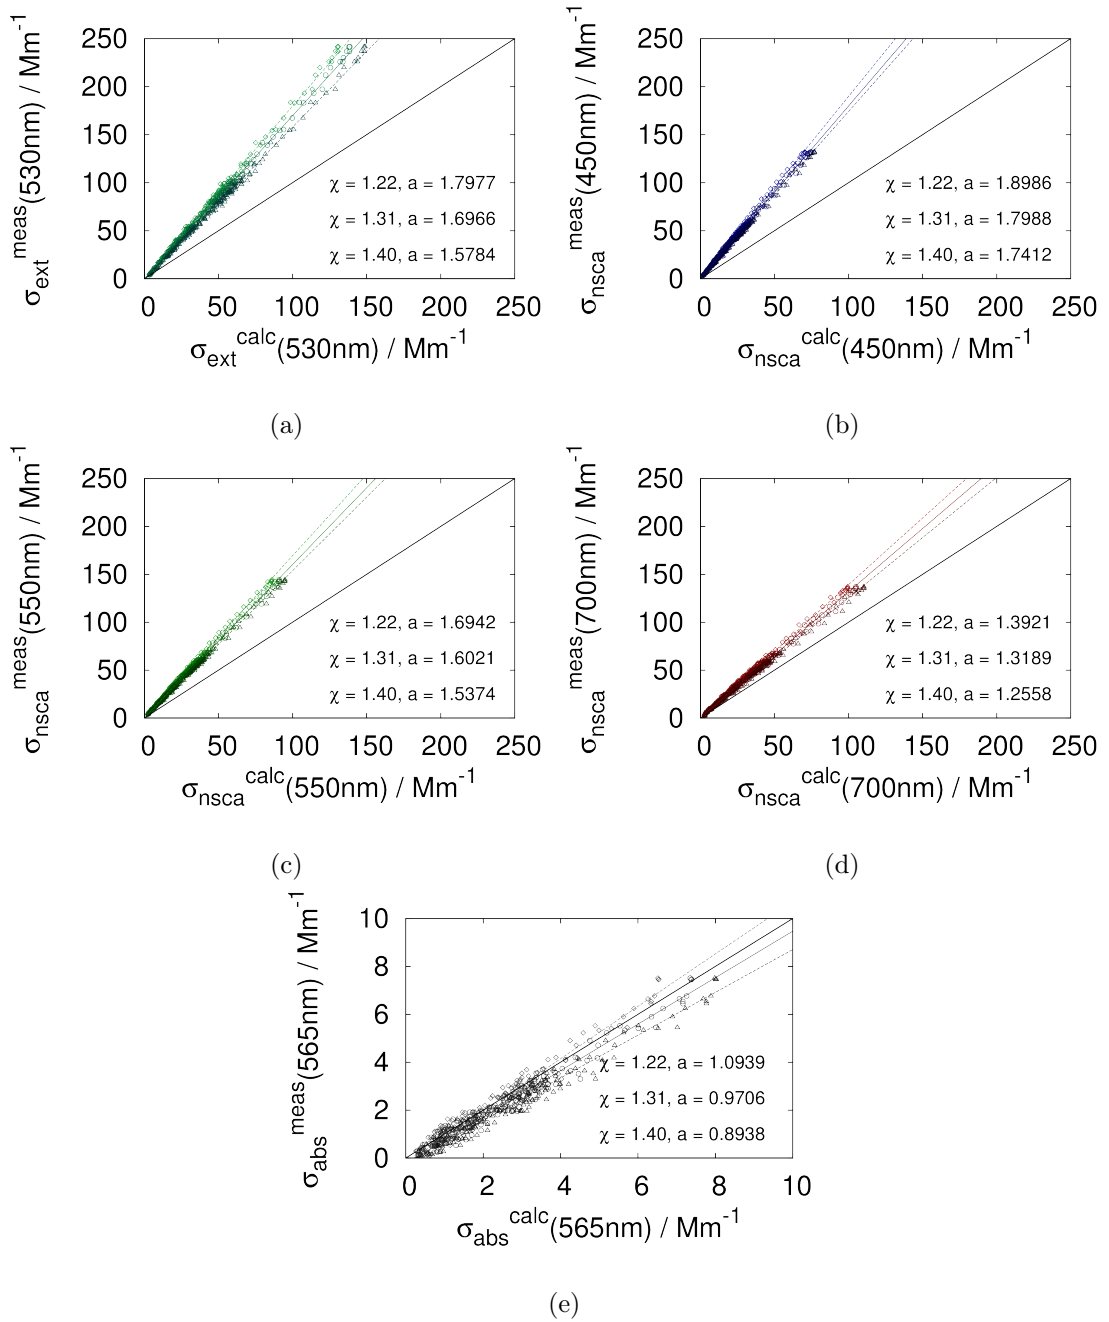 σext^meas(530nm) / Mm^-1
250
200
150
100
50
0
χ = 1.22, a = 1.7977
χ = 1.31, a = 1.6966
χ = 1.40, a = 1.5784
0 50 100 150 200 250
σext^calc(530nm) / Mm^-1
(a)
σnsca^meas(450nm) / Mm^-1
250
200
150
100
50
0
χ = 1.22, a = 1.8986
χ = 1.31, a = 1.7988
χ = 1.40, a = 1.7412
0 50 100 150 200 250
σnsca^calc(450nm) / Mm^-1
(b)
σnsca^meas(550nm) / Mm^-1
250
200
150
100
50
0
χ = 1.22, a = 1.6942
χ = 1.31, a = 1.6021
χ = 1.40, a = 1.5374
0 50 100 150 200 250
σnsca^calc(550nm) / Mm^-1
(c)
σnsca^meas(700nm) / Mm^-1
250
200
150
100
50
0
χ = 1.22, a = 1.3921
χ = 1.31, a = 1.3189
χ = 1.40, a = 1.2558
0 50 100 150 200 250
σnsca^calc(700nm) / Mm^-1
(d)
σabs^meas(565nm) / Mm^-1
10
8
6
4
2
0
χ = 1.22, a = 1.0939
χ = 1.31, a = 0.9706
χ = 1.40, a = 0.8938
0 2 4 6 8 10
σabs^calc(565nm) / Mm^-1
(e)